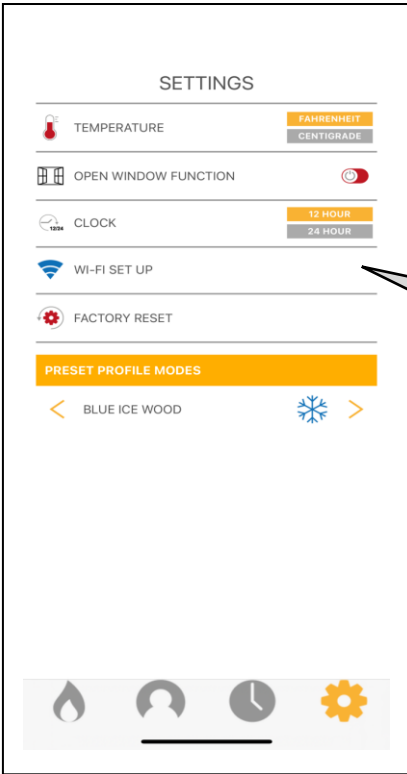 SETTINGS
TEMPERATURE
FAHRENHEIT
CENTIGRADE
OPEN WINDOW FUNCTION
12/24
CLOCK
12 HOUR
24 HOUR
WI-FI SET UP
FACTORY RESET
PRESET PROFILE MODES
< BLUE ICE WOOD >